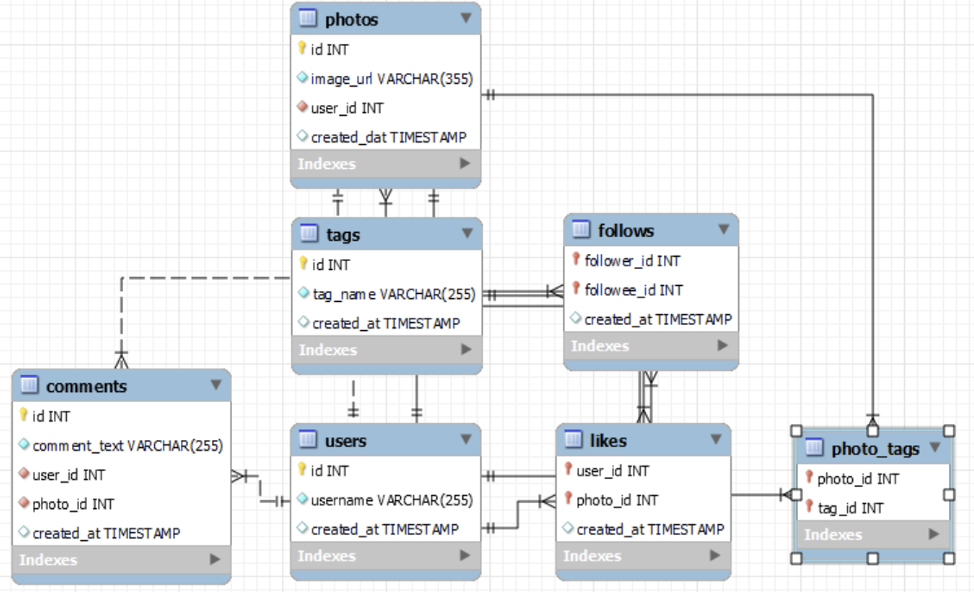 photos
id INT
image_url VARCHAR(355)
user_id INT
created_dat TIMESTAMP
Indexes
tags
id INT
tag_name VARCHAR(255)
created_at TIMESTAMP
Indexes
follows
follower_id INT
followee_id INT
created_at TIMESTAMP
Indexes
comments
id INT
comment_text VARCHAR(255)
user_id INT
photo_id INT
created_at TIMESTAMP
Indexes
users
id INT
username VARCHAR(255)
created_at TIMESTAMP
Indexes
likes
user_id INT
photo_id INT
created_at TIMESTAMP
Indexes
photo_tags
photo_id INT
tag_id INT
Indexes